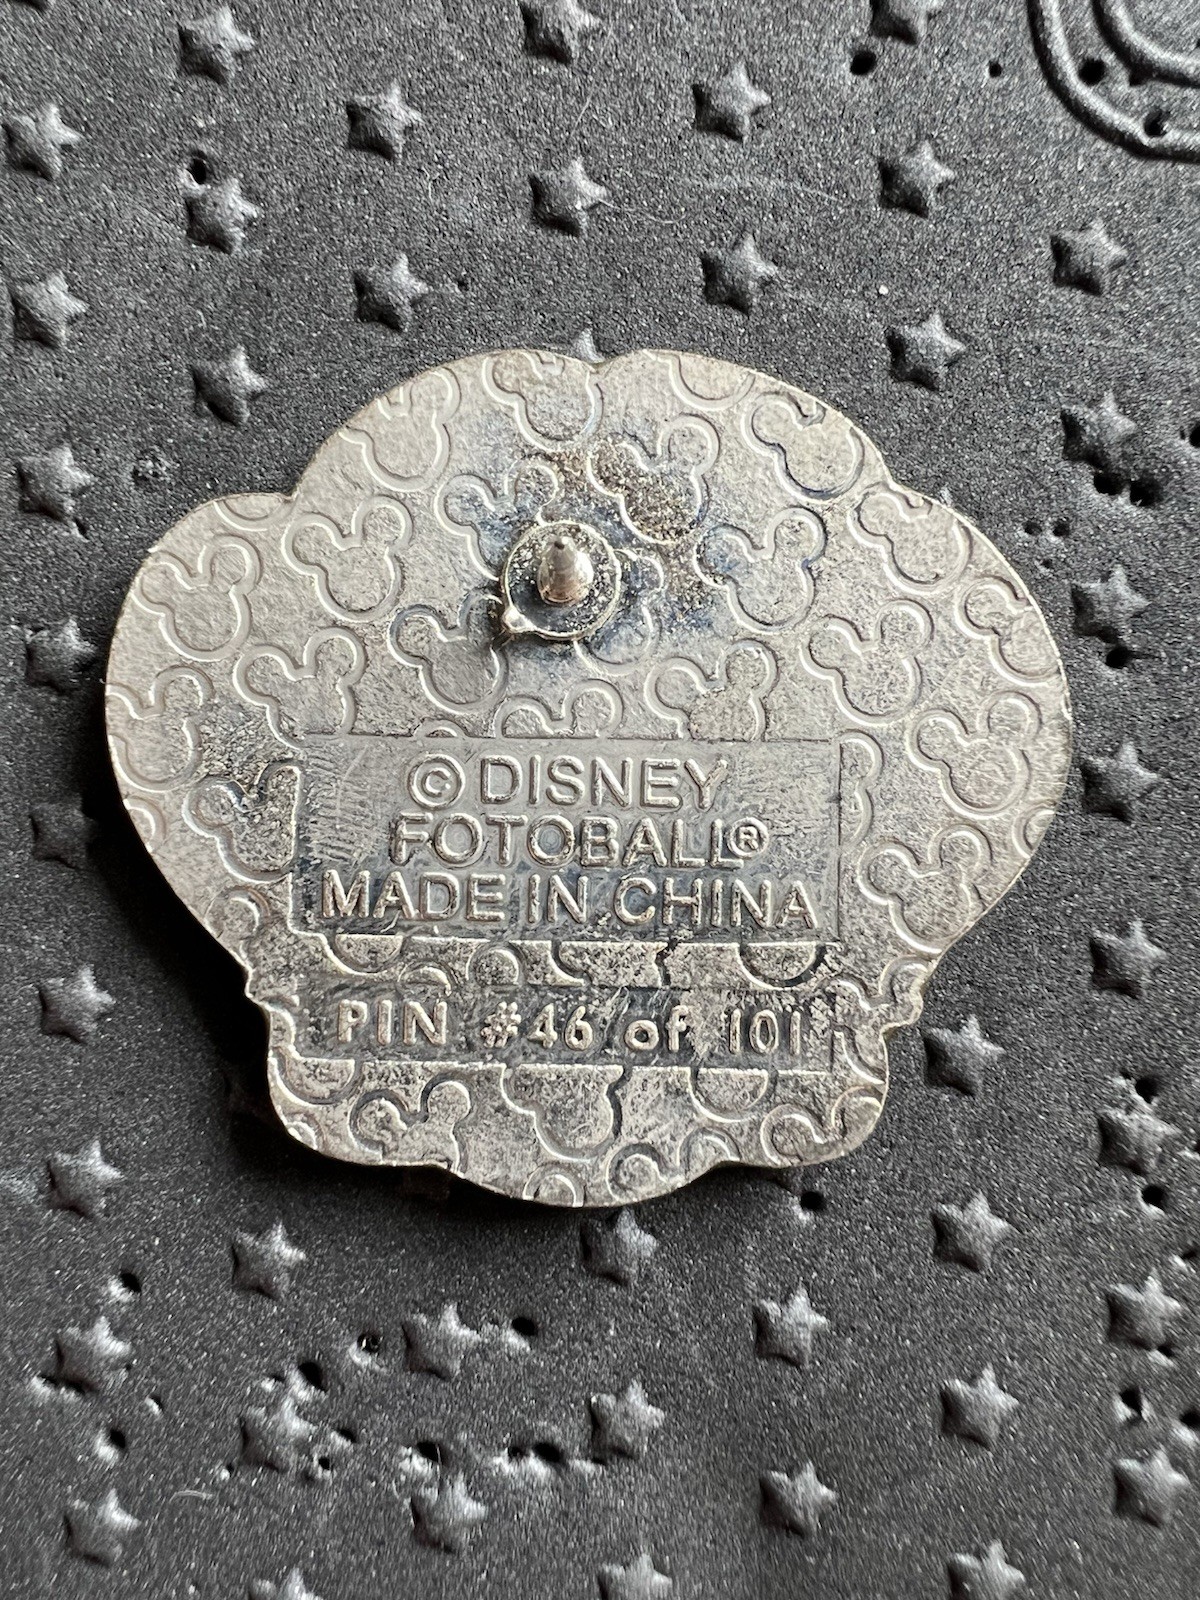 © DISNEY
FOTOBALL®
MADE IN CHINA
PIN #46 of 101